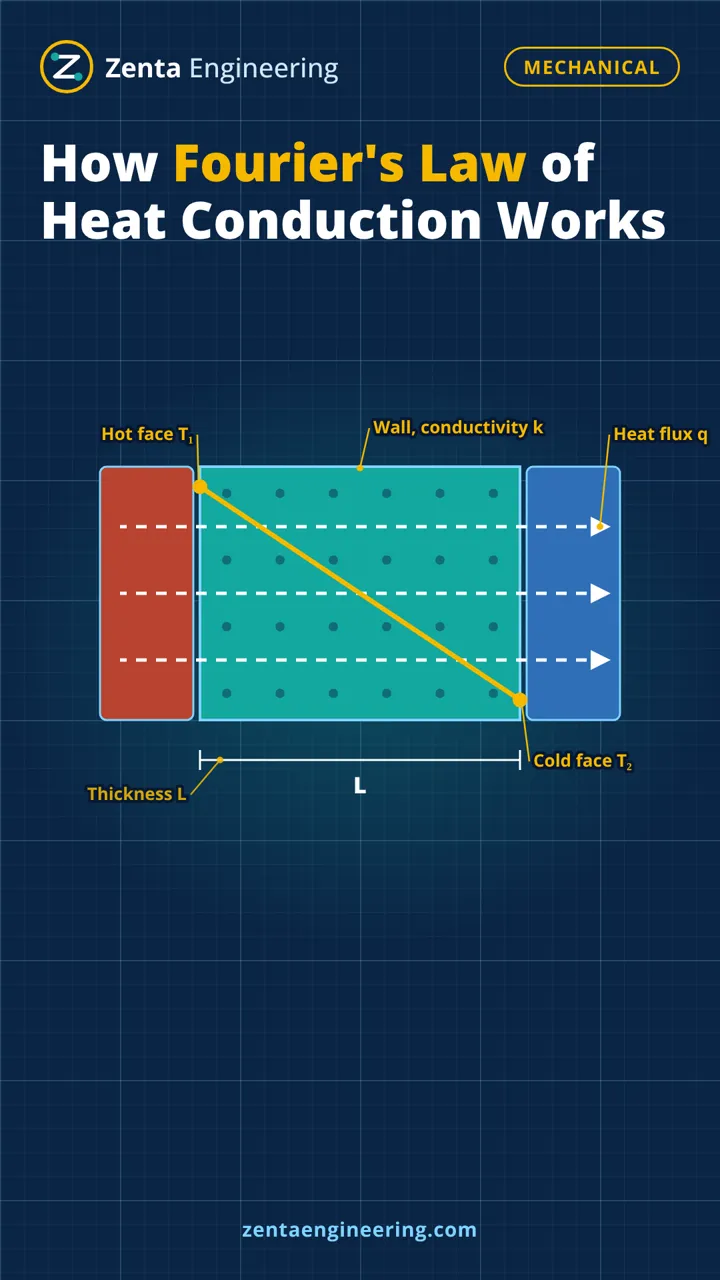 Zenta Engineering
MECHANICAL
How Fourier's Law of
Heat Conduction Works
Hot face T₁
Wall, conductivity k
Heat flux q
Cold face T₂
Thickness L
L
zentaengineering.com